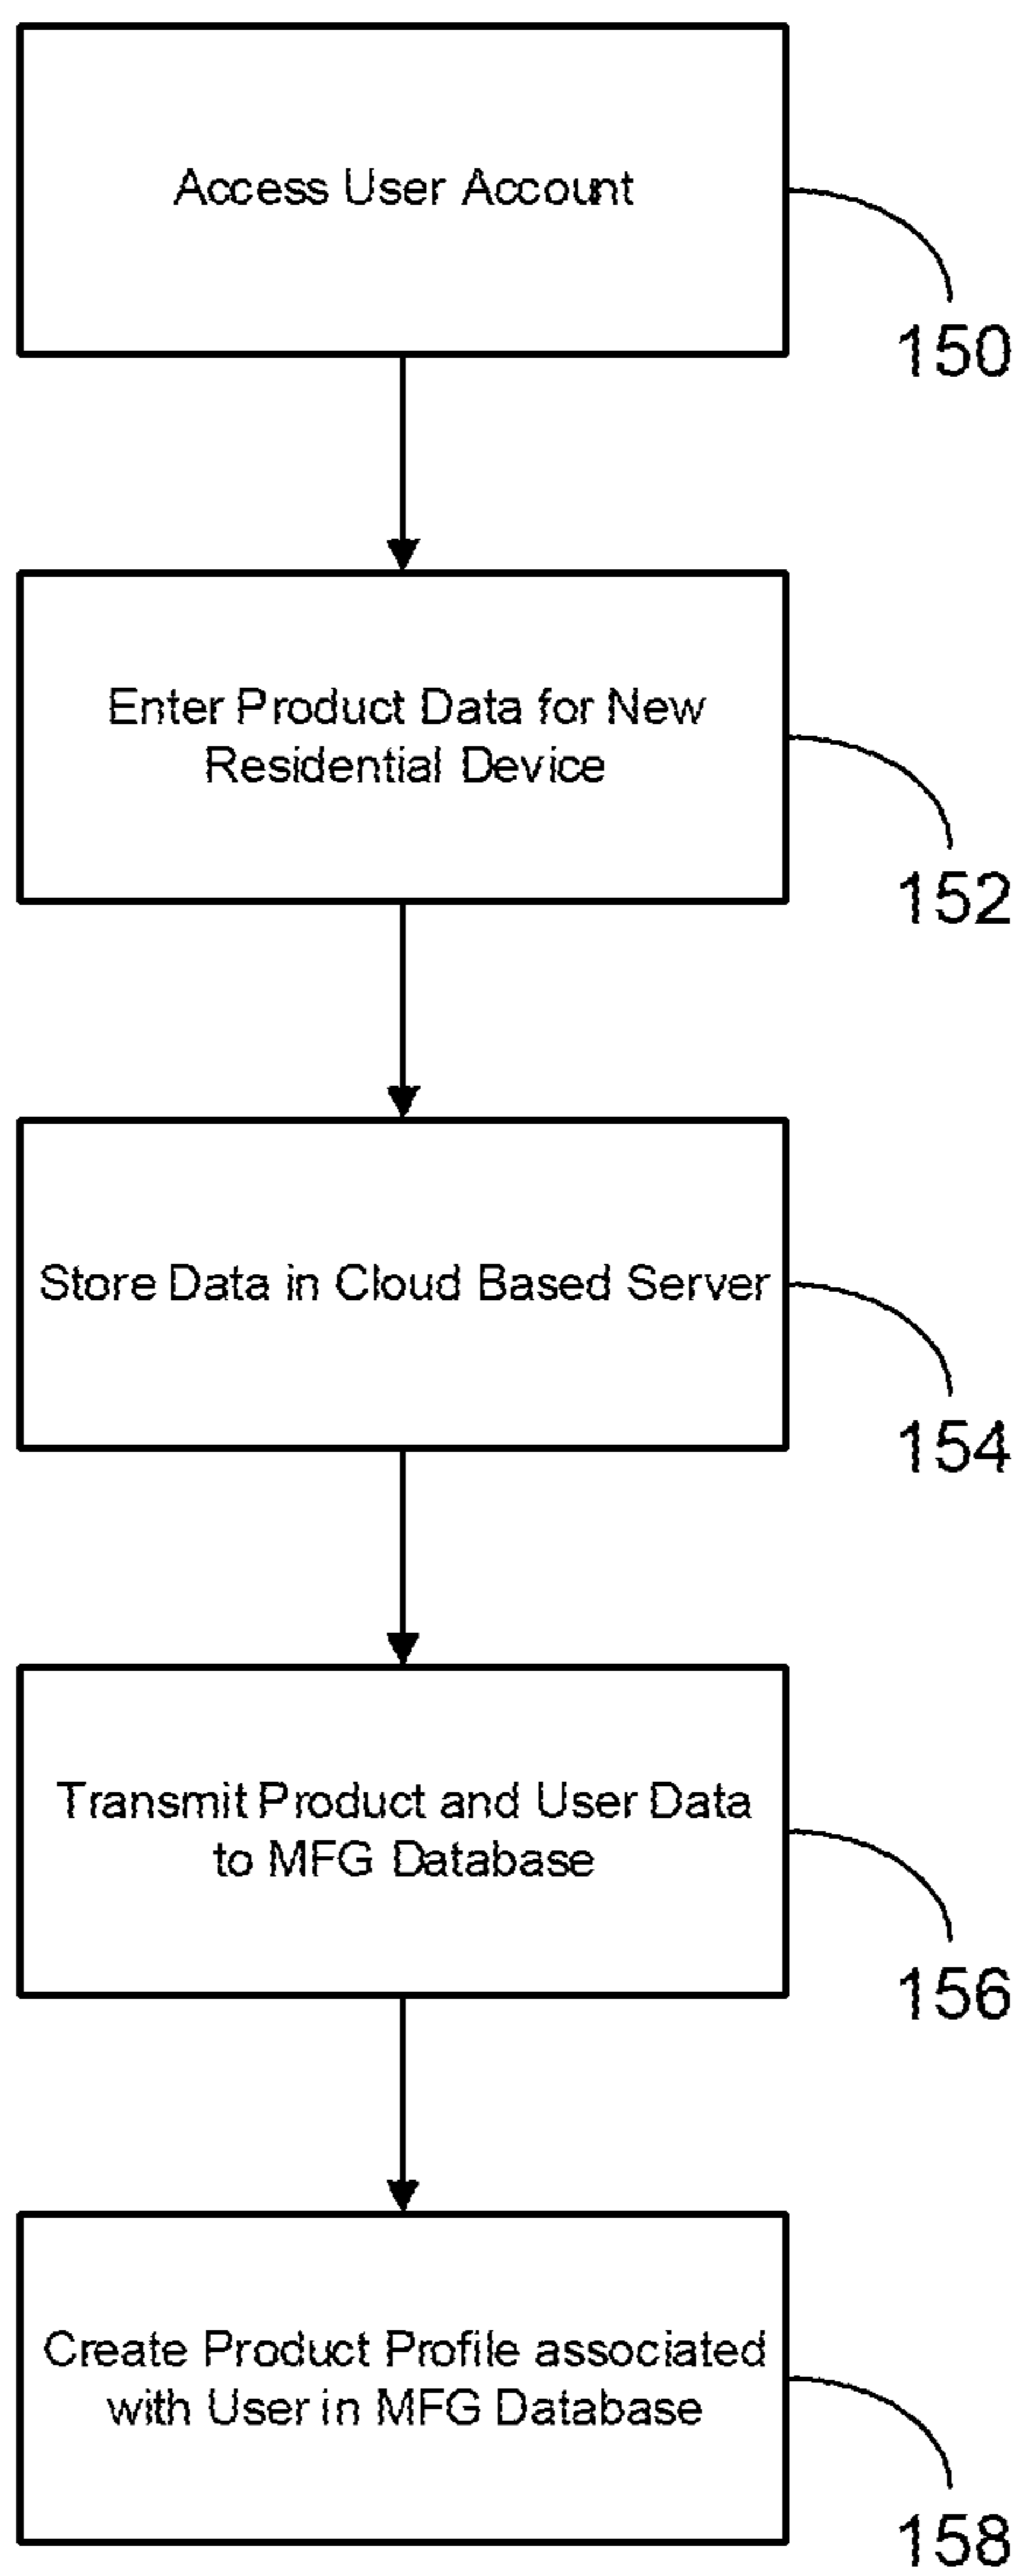 Access User Account
150
Enter Product Data for New
Residential Device
152
Store Data in Cloud Based Server
154
Transmit Product and User Data
to MFG Database
156
Create Product Profile associated
with User in MFG Database
158